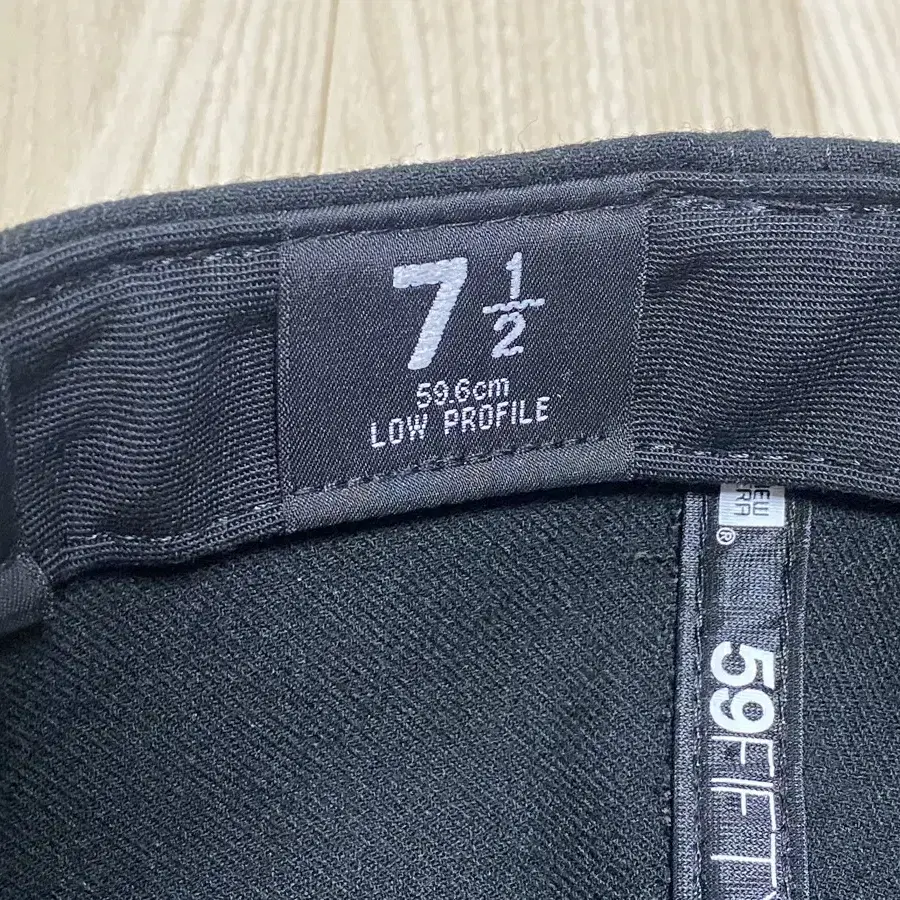 7 1/2
59.6cm
LOW PROFILE
®
59FIFTY